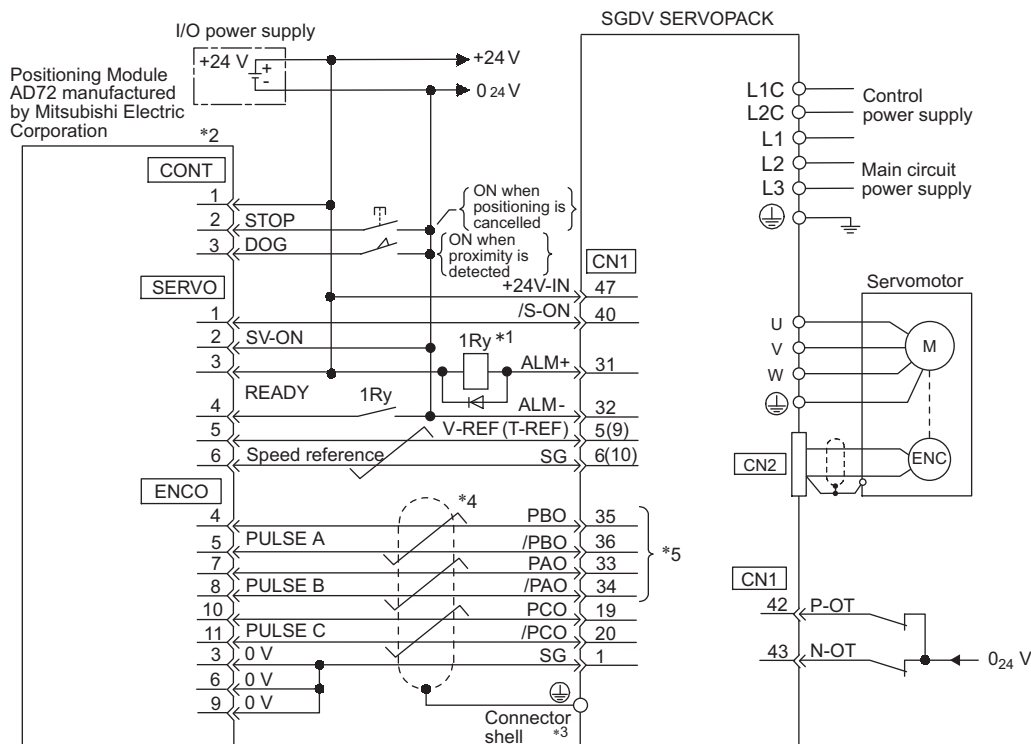 SGDV SERVOPACK
I/O power supply
+24 V
+
-
+24 V
0 24 V
Positioning Module
AD72 manufactured
by Mitsubishi Electric
Corporation
*2
CONT
1
2 STOP
3 DOG
ON when
positioning is
cancelled
ON when
proximity is
detected
L1C
L2C
Control
power supply
L1
L2
L3
Main circuit
power supply
CN1
+24V-IN 47
SERVO
1 /S-ON 40
2 SV-ON
3 1Ry *1 ALM+ 31
READY
4 1Ry ALM- 32
5 V-REF (T-REF) 5(9)
6 Speed reference SG 6(10)
Servomotor
U
V
W
M
CN2
ENC
ENCO
*4
4 PBO 35
5 PULSE A /PBO 36
7 PAO 33
8 PULSE B /PAO 34
*5
10 PCO 19
11 PULSE C /PCO 20
3 0 V SG 1
6 0 V
9 0 V
Connector
shell *3
CN1
42 P-OT
43 N-OT
024 V